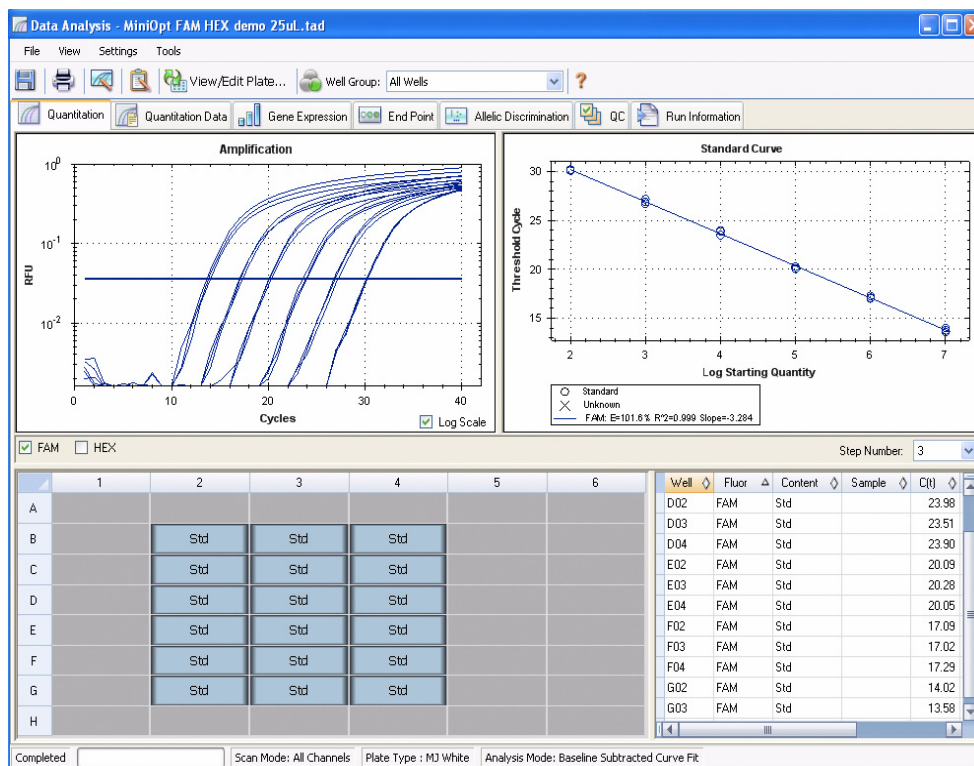 Data Analysis - MiniOpt FAM HEX demo 25uL.tad
File View Settings Tools
View/Edit Plate... Well Group: All Wells ?
Quantitation Quantitation Data Gene Expression End Point Allelic Discrimination QC Run Information
Amplification
10^0
10^-1
10^-2
RFU
0 10 20 30 40
Cycles
Log Scale
Standard Curve
30
25
20
15
Threshold Cycle
2 3 4 5 6 7
Log Starting Quantity
Standard
Unknown
FAM: E=101.6% R^2=0.999 Slope=-3.284
FAM HEX Step Number: 3
1 2 3 4 5 6
A
B Std Std Std
C Std Std Std
D Std Std Std
E Std Std Std
F Std Std Std
G Std Std Std
H
Well Fluor Content Sample C(t)
D02 FAM Std 23.98
D03 FAM Std 23.51
D04 FAM Std 23.90
E02 FAM Std 20.09
E03 FAM Std 20.28
E04 FAM Std 20.05
F02 FAM Std 17.09
F03 FAM Std 17.02
F04 FAM Std 17.29
G02 FAM Std 14.02
G03 FAM Std 13.58
Completed Scan Mode: All Channels Plate Type : MJ White Analysis Mode: Baseline Subtracted Curve Fit